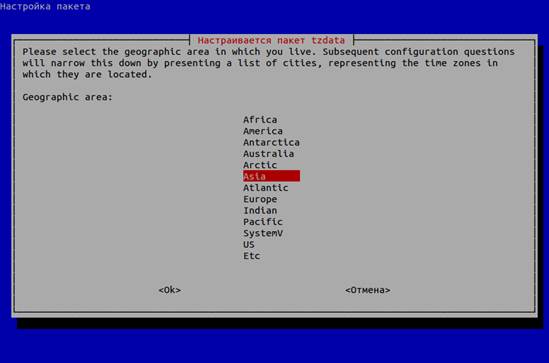 Настройка пакета
Настраивается пакет tzdata
Please select the geographic area in which you live. Subsequent configuration questions
will narrow this down by presenting a list of cities, representing the time zones in
which they are located.
Geographic area:
Africa
America
Antarctica
Australia
Arctic
Asia
Atlantic
Europe
Indian
Pacific
SystemV
US
Etc
<Ok> <Отмена>